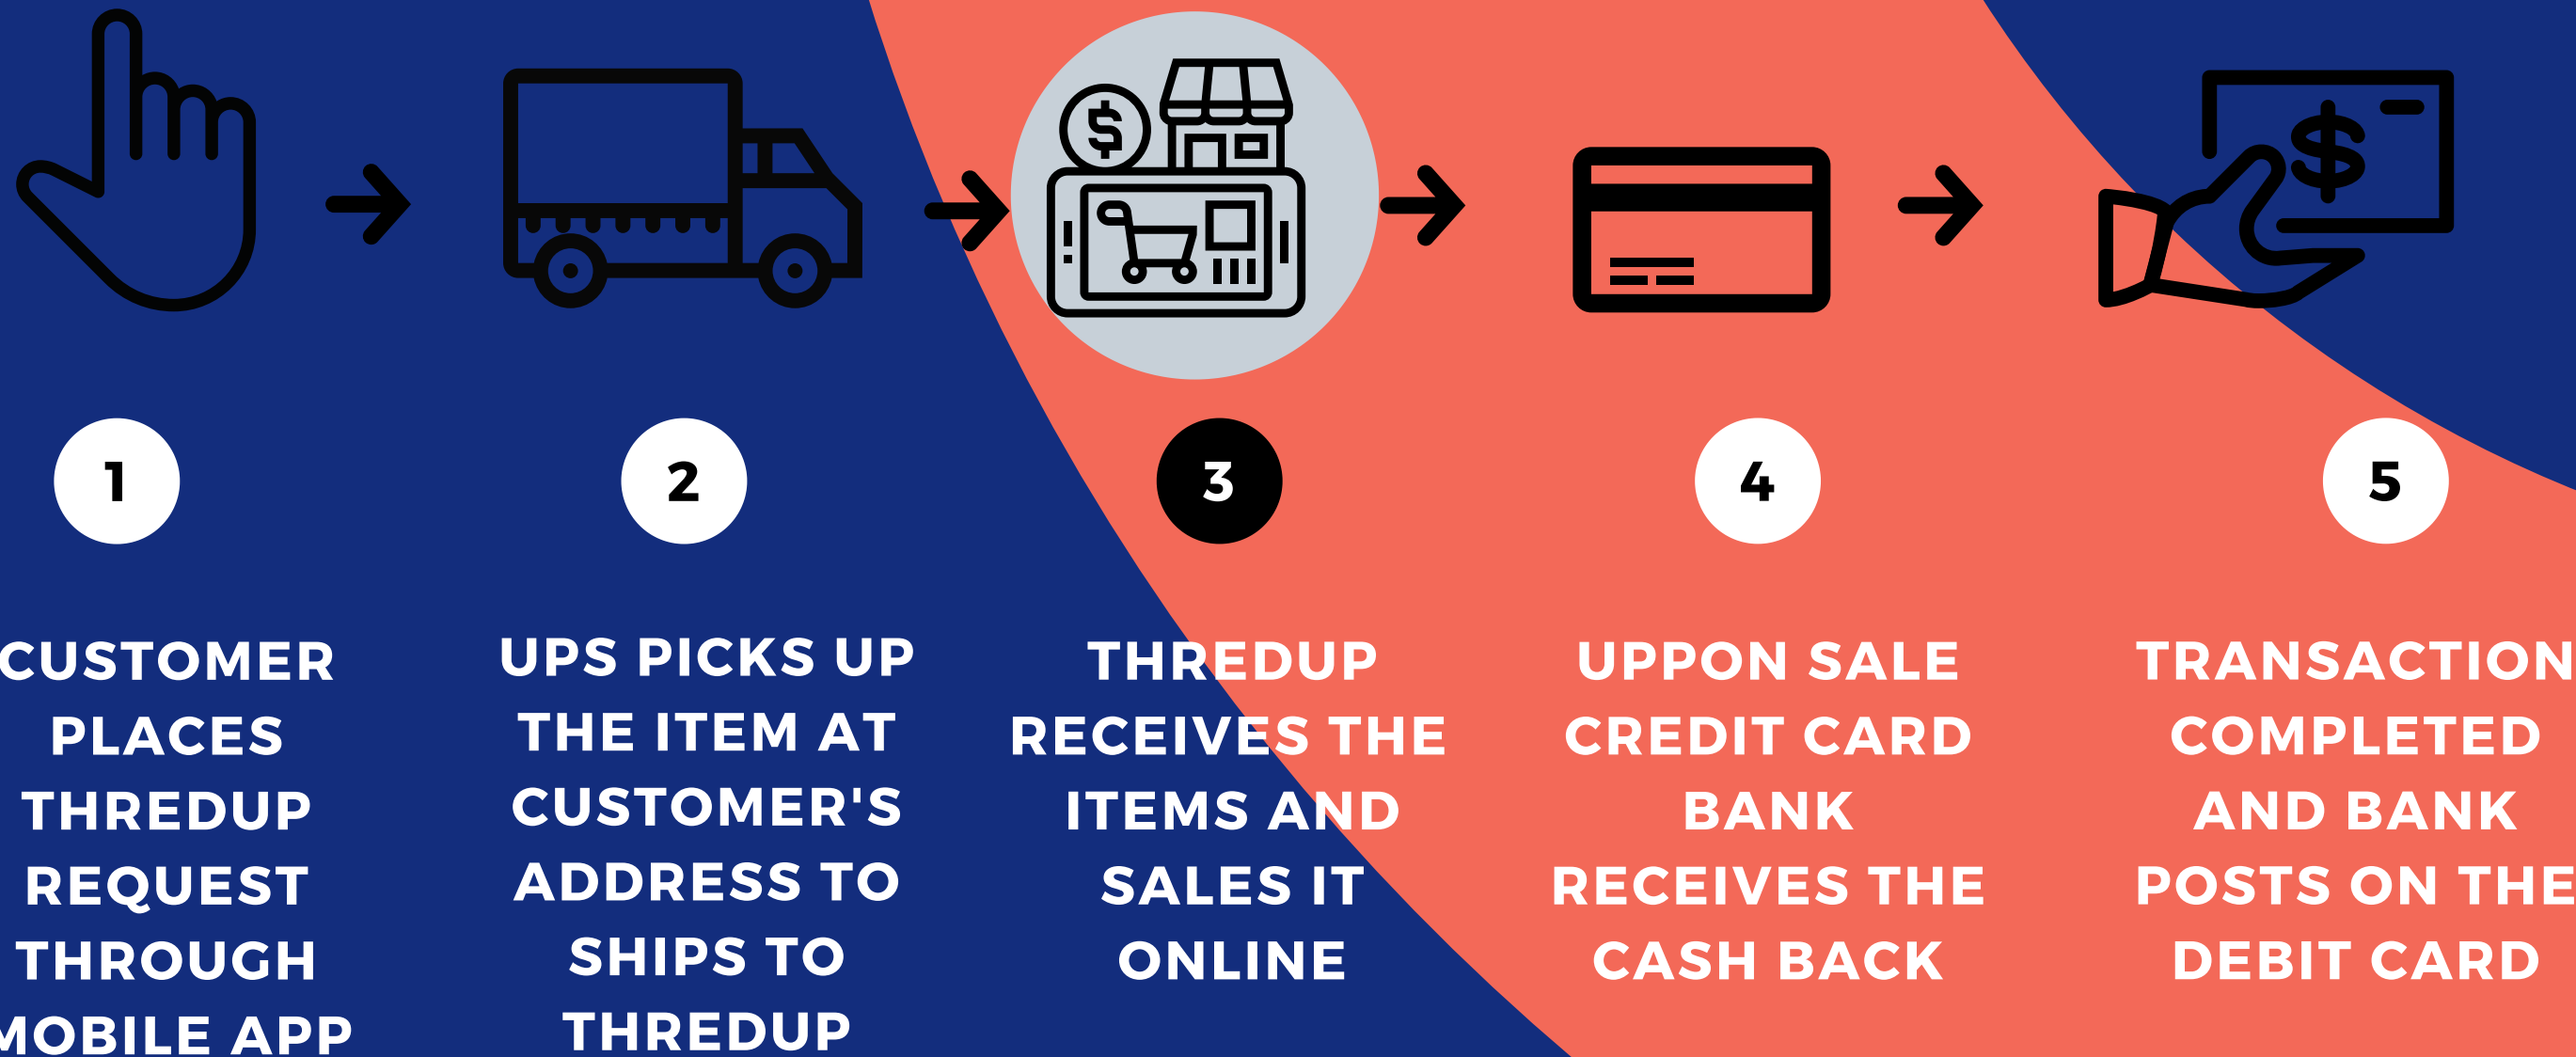 $
$
1
2
3
4
5
CUSTOMER
PLACES
THREDUP
REQUEST
THROUGH
MOBILE APP
UPS PICKS UP
THE ITEM AT
CUSTOMER'S
ADDRESS TO
SHIPS TO
THREDUP
THREDUP
RECEIVES THE
ITEMS AND
SALES IT
ONLINE
UPPON SALE
CREDIT CARD
BANK
RECEIVES THE
CASH BACK
TRANSACTION
COMPLETED
AND BANK
POSTS ON THE
DEBIT CARD